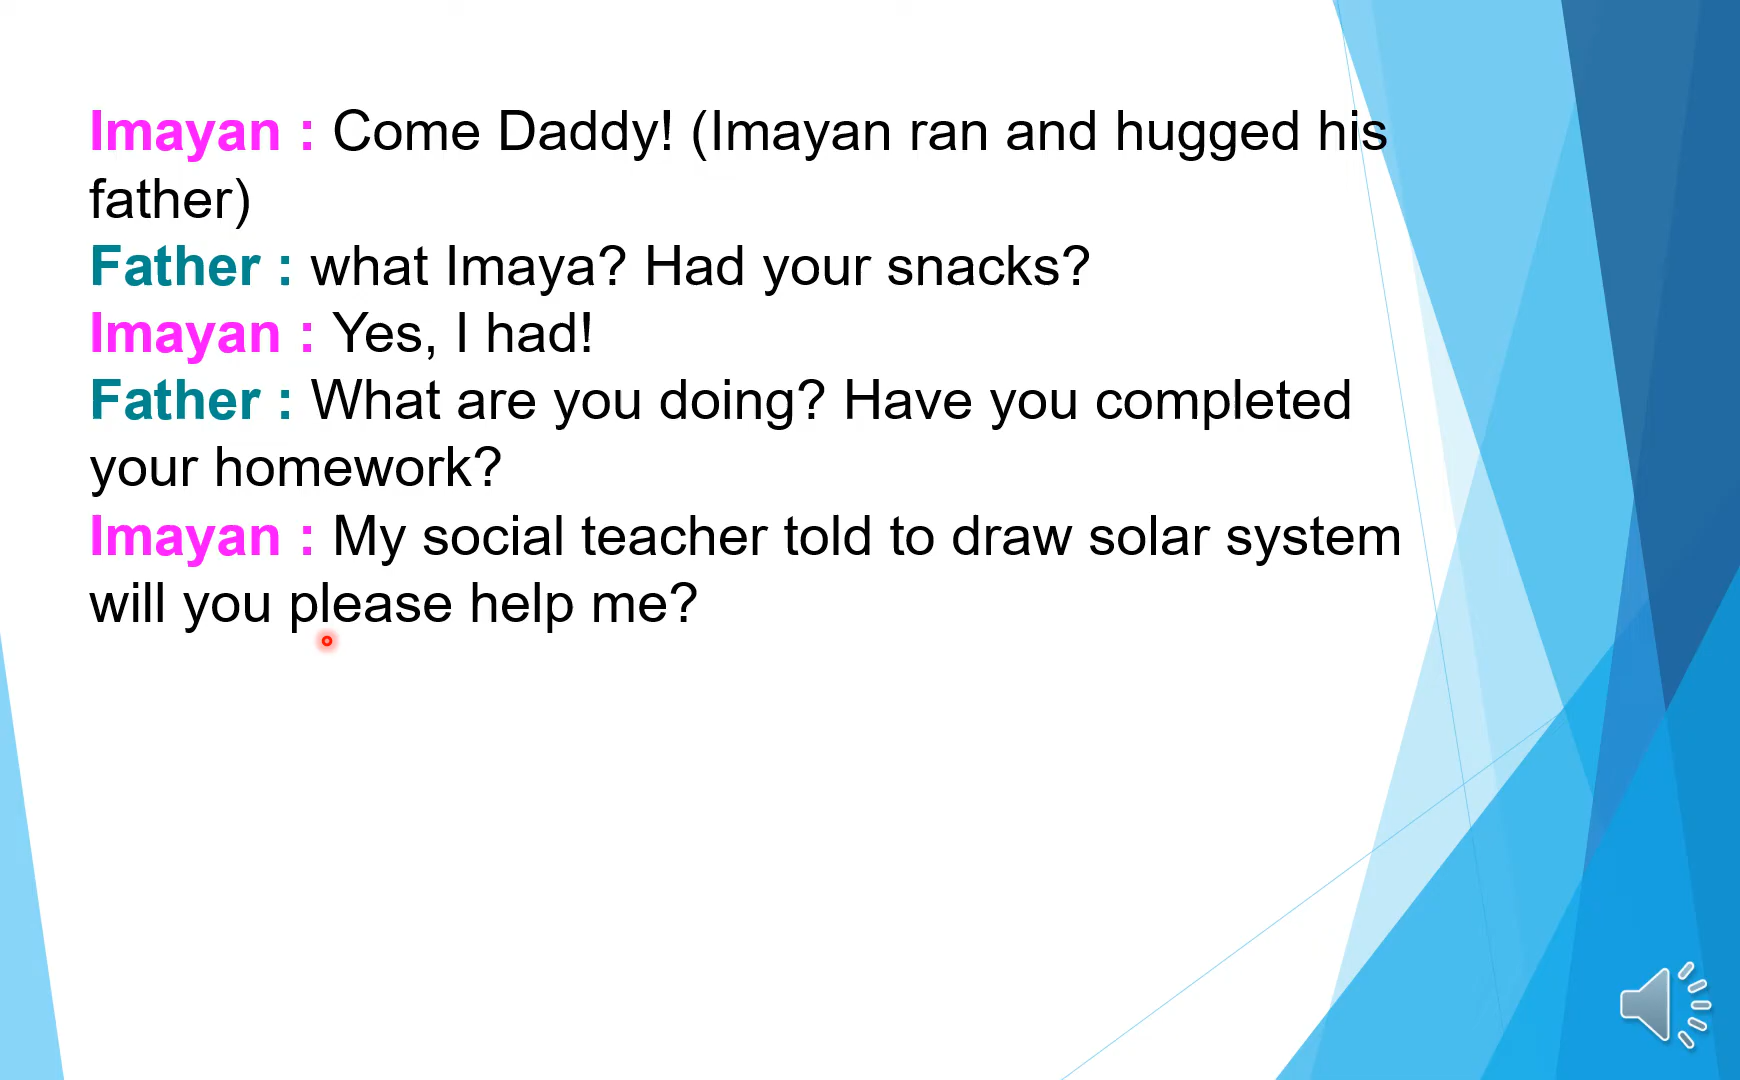 Imayan : Come Daddy! (Imayan ran and hugged his
father)
Father : what Imaya? Had your snacks?
Imayan : Yes, I had!
Father : What are you doing? Have you completed
your homework?
Imayan : My social teacher told to draw solar system
will you please help me?